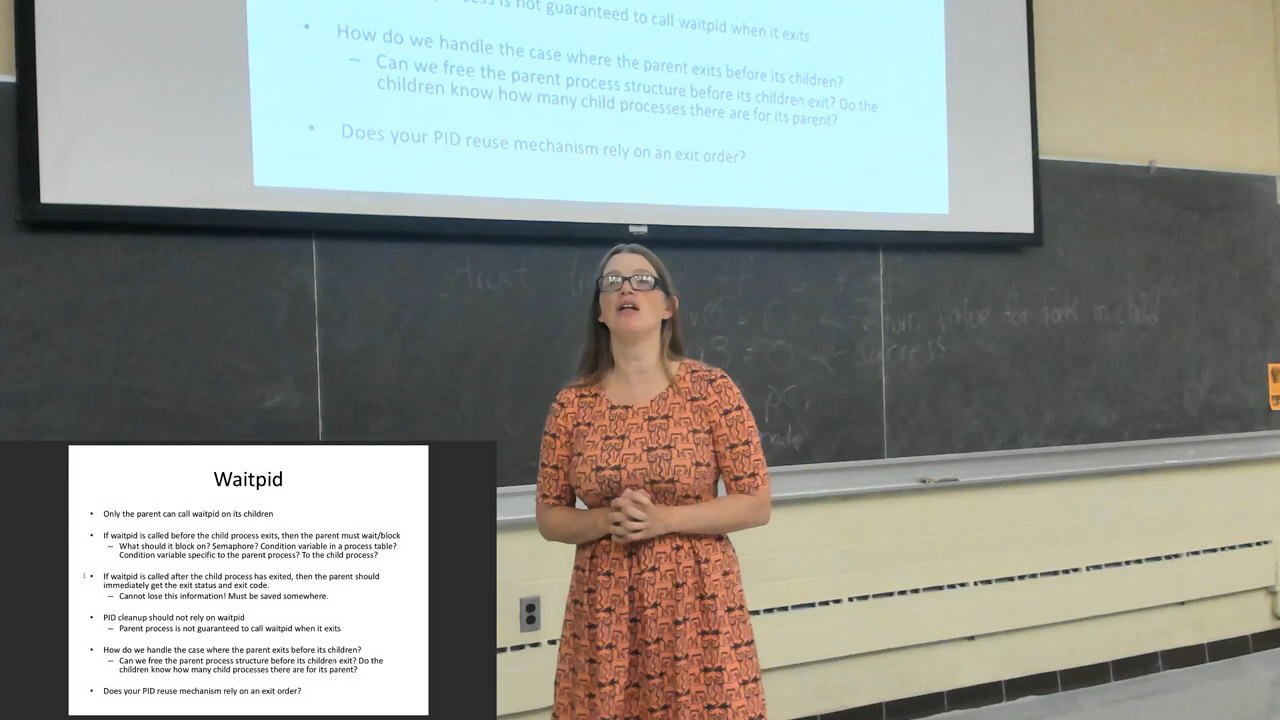 process is not guaranteed to call waitpid when it exits
• How do we handle the case where the parent exits before its children?
– Can we free the parent process structure before its children exit? Do the
children know how many child processes there are for its parent?
• Does your PID reuse mechanism rely on an exit order?
struct
= 0 ← return value for fork in child
= 0 ← success
Waitpid
• Only the parent can call waitpid on its children
• If waitpid is called before the child process exits, then the parent must wait/block
– What should it block on? Semaphore? Condition variable in a process table?
Condition variable specific to the parent process? To the child process?
• If waitpid is called after the child process has exited, then the parent should
immediately get the exit status and exit code.
– Cannot lose this information! Must be saved somewhere.
• PID cleanup should not rely on waitpid
– Parent process is not guaranteed to call waitpid when it exits
• How do we handle the case where the parent exits before its children?
– Can we free the parent process structure before its children exit? Do the
children know how many child processes there are for its parent?
• Does your PID reuse mechanism rely on an exit order?